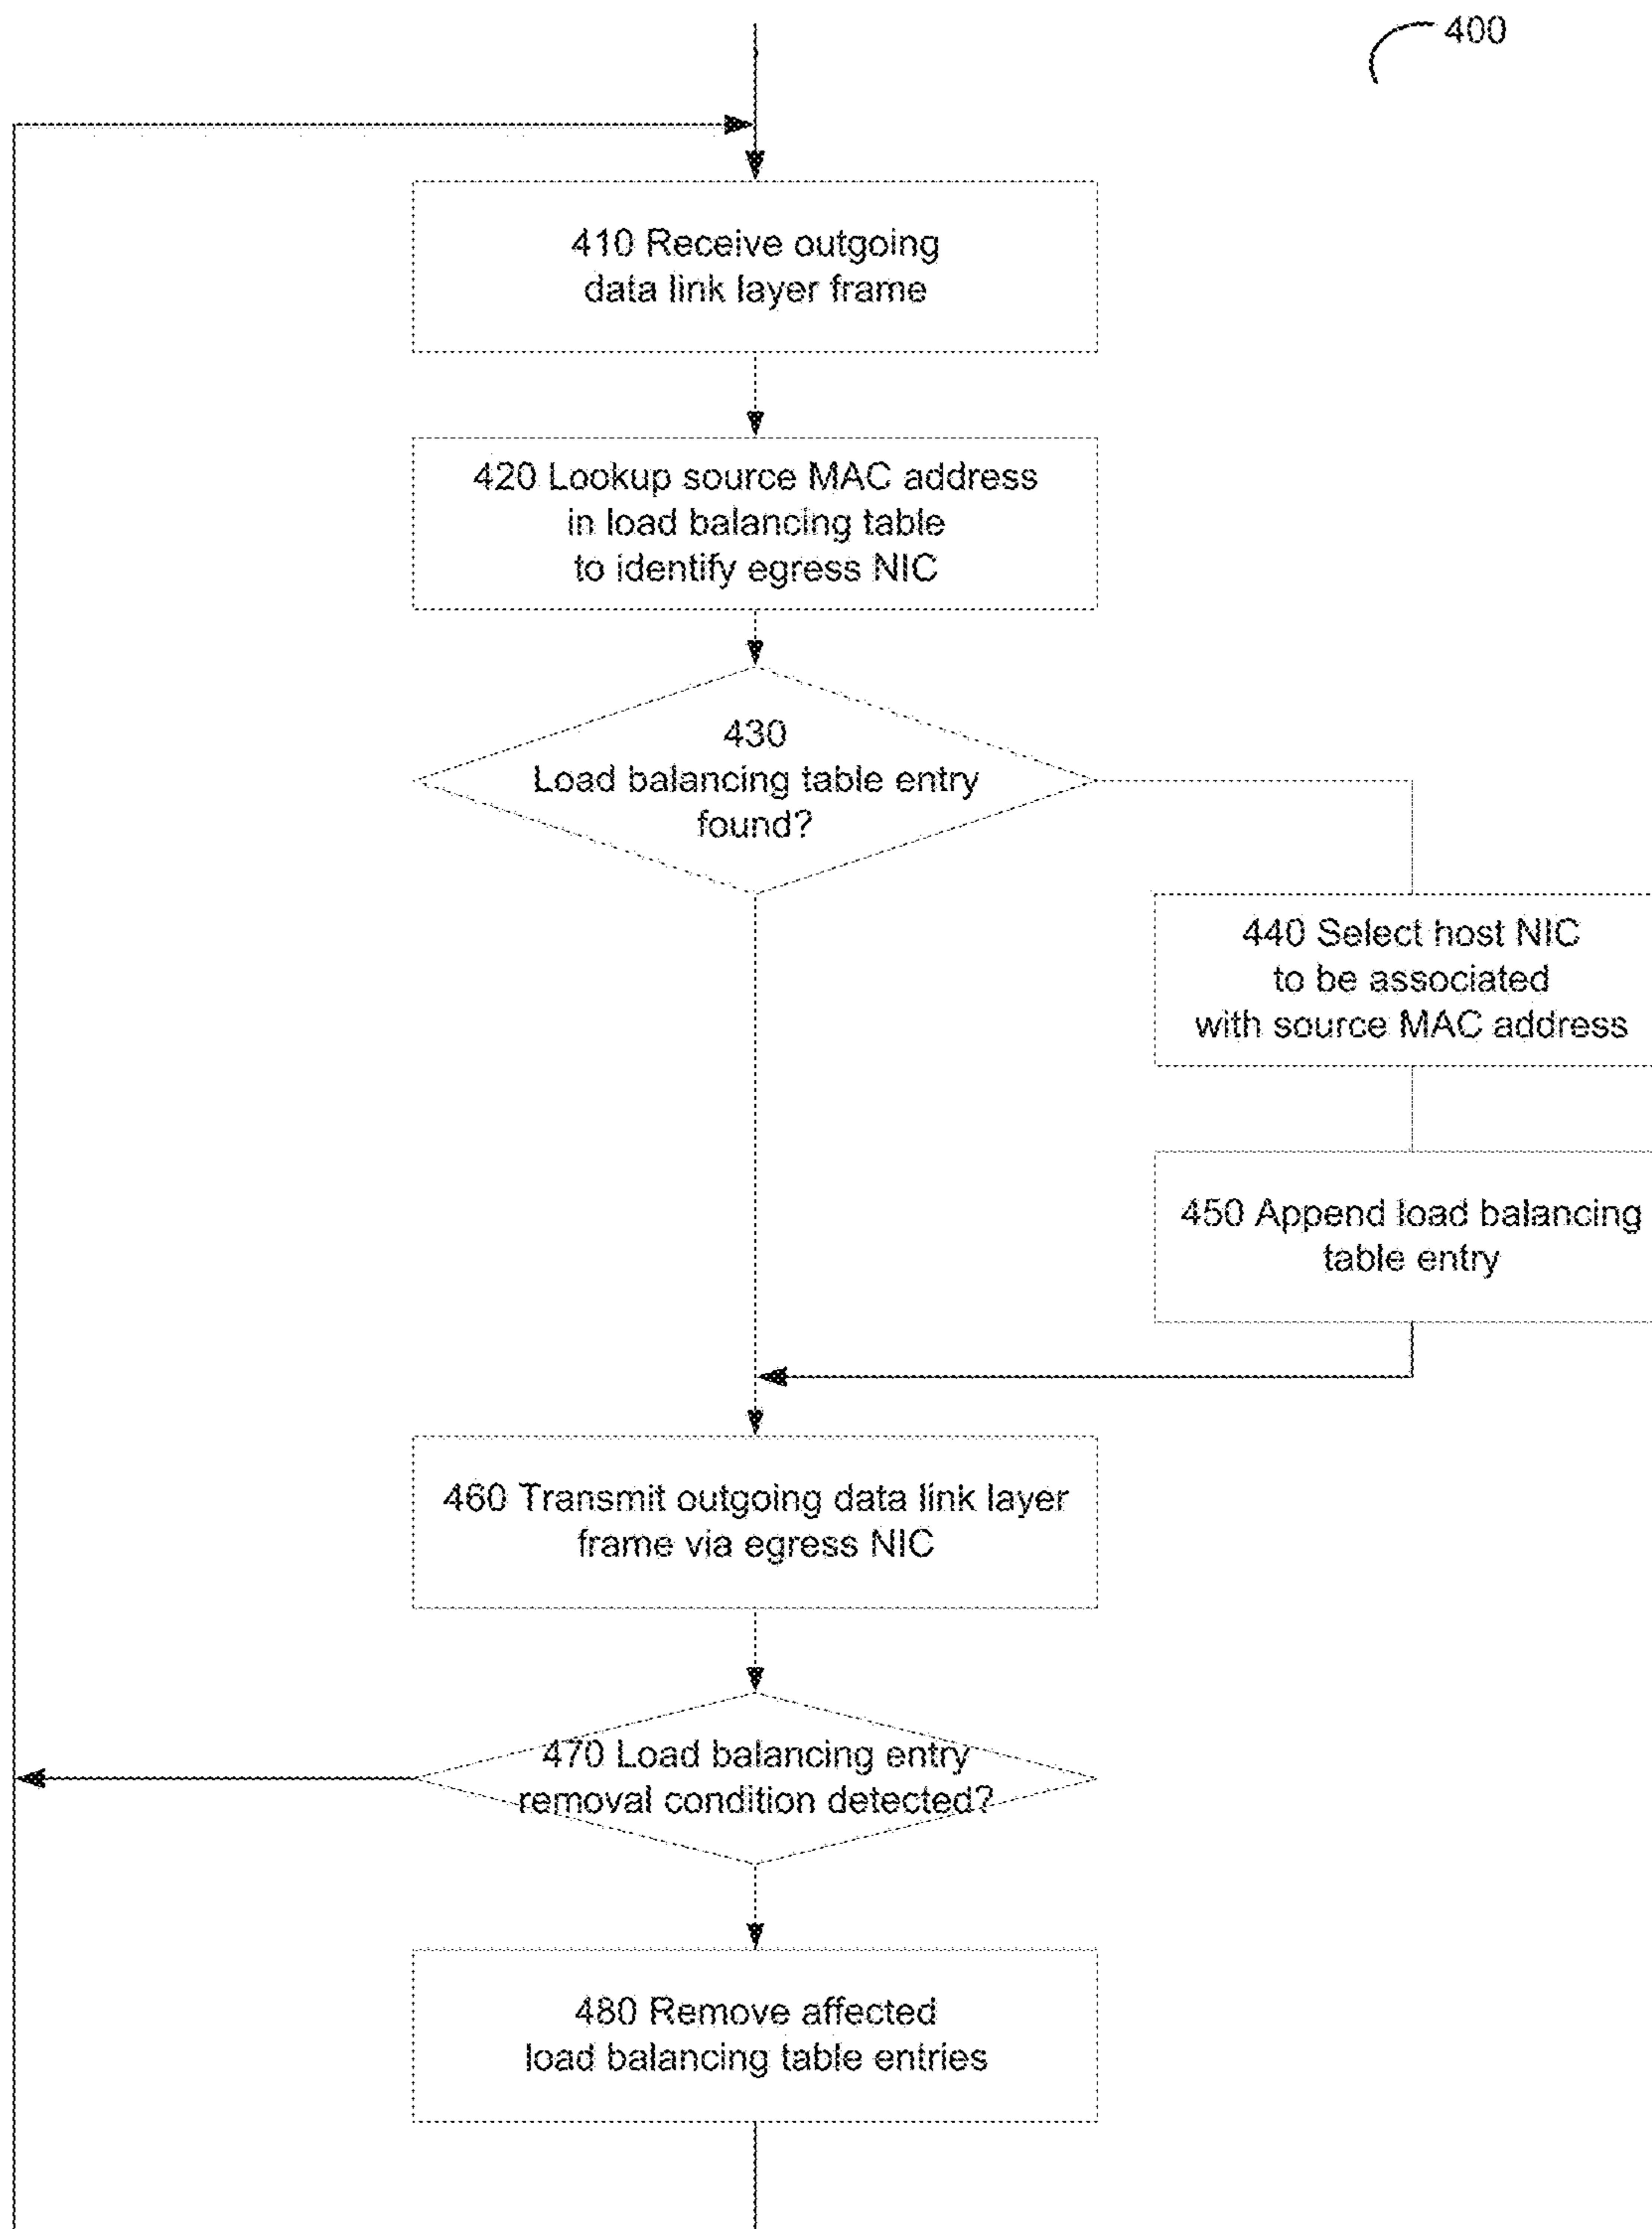 400
410 Receive outgoing
data link layer frame
420 Lookup source MAC address
in load balancing table
to identify egress NIC
430
Load balancing table entry
found?
440 Select host NIC
to be associated
with source MAC address
450 Append load balancing
table entry
460 Transmit outgoing data link layer
frame via egress NIC
470 Load balancing entry
removal condition detected?
480 Remove affected
load balancing table entries